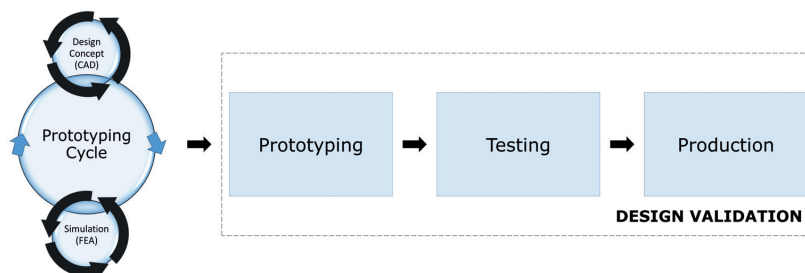 Design
Concept
(CAD)
Prototyping
Cycle
Simulation
(FEA)
Prototyping
Testing
Production
DESIGN VALIDATION